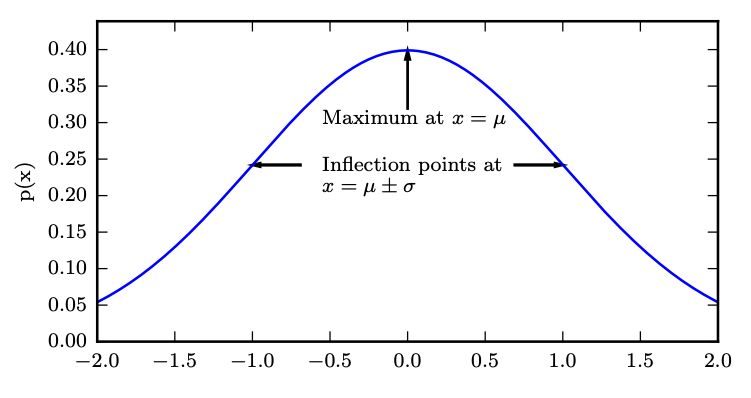 0.40
0.35
0.30
0.25
0.20
0.15
0.10
0.05
0.00
p(x)
Maximum at x = μ
Inflection points at
x = μ ± σ
−2.0 −1.5 −1.0 −0.5 0.0 0.5 1.0 1.5 2.0